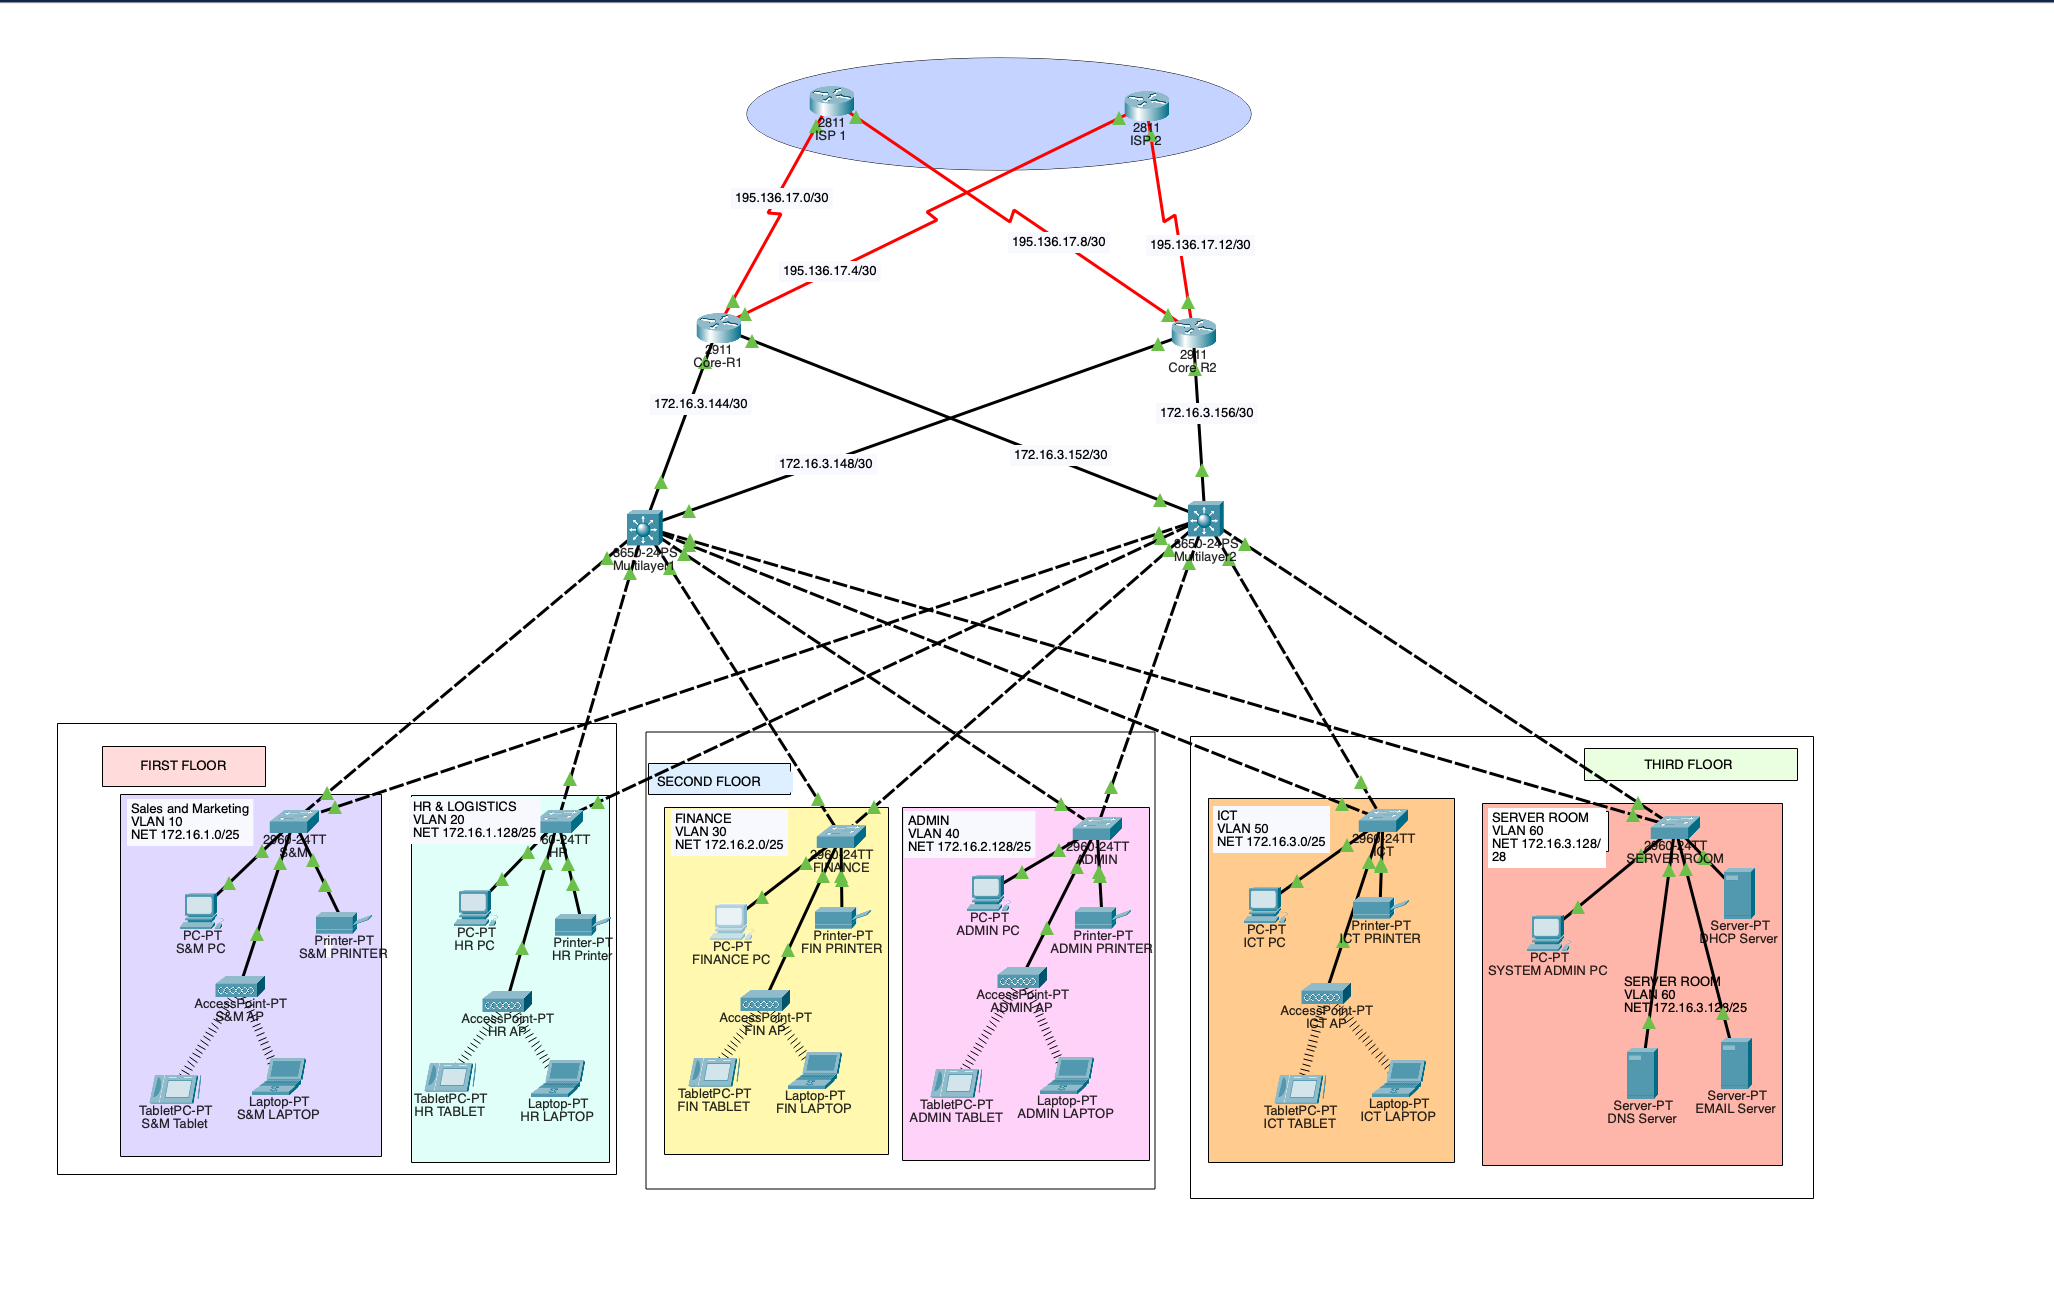 2811
ISP 1
2811
ISP 2
195.136.17.0/30
195.136.17.4/30
195.136.17.8/30
195.136.17.12/30
2911
Core-R1
2911
Core R2
172.16.3.144/30
172.16.3.156/30
172.16.3.148/30
172.16.3.152/30
3650-24PS
Multilayer1
3650-24PS
Multilayer2
FIRST FLOOR
Sales and Marketing
VLAN 10
NET 172.16.1.0/25
2960-24TT
S&M
PC-PT
S&M PC
Printer-PT
S&M PRINTER
AccessPoint-PT
S&M AP
TabletPC-PT
S&M Tablet
Laptop-PT
S&M LAPTOP
HR & LOGISTICS
VLAN 20
NET 172.16.1.128/25
60-24TT
HR
PC-PT
HR PC
Printer-PT
HR Printer
AccessPoint-PT
HR AP
TabletPC-PT
HR TABLET
Laptop-PT
HR LAPTOP
SECOND FLOOR
FINANCE
VLAN 30
NET 172.16.2.0/25
2960-24TT
FINANCE
PC-PT
FINANCE PC
Printer-PT
FIN PRINTER
AccessPoint-PT
FIN AP
TabletPC-PT
FIN TABLET
Laptop-PT
FIN LAPTOP
ADMIN
VLAN 40
NET 172.16.2.128/25
2960-24TT
ADMIN
PC-PT
ADMIN PC
Printer-PT
ADMIN PRINTER
AccessPoint-PT
ADMIN AP
TabletPC-PT
ADMIN TABLET
Laptop-PT
ADMIN LAPTOP
THIRD FLOOR
ICT
VLAN 50
NET 172.16.3.0/25
2960-24TT
ICT
PC-PT
ICT PC
Printer-PT
ICT PRINTER
AccessPoint-PT
ICT AP
TabletPC-PT
ICT TABLET
Laptop-PT
ICT LAPTOP
SERVER ROOM
VLAN 60
NET 172.16.3.128/
28
2960-24TT
SERVER ROOM
PC-PT
SYSTEM ADMIN PC
Server-PT
DHCP Server
SERVER ROOM
VLAN 60
NET 172.16.3.128/25
Server-PT
DNS Server
Server-PT
EMAIL Server